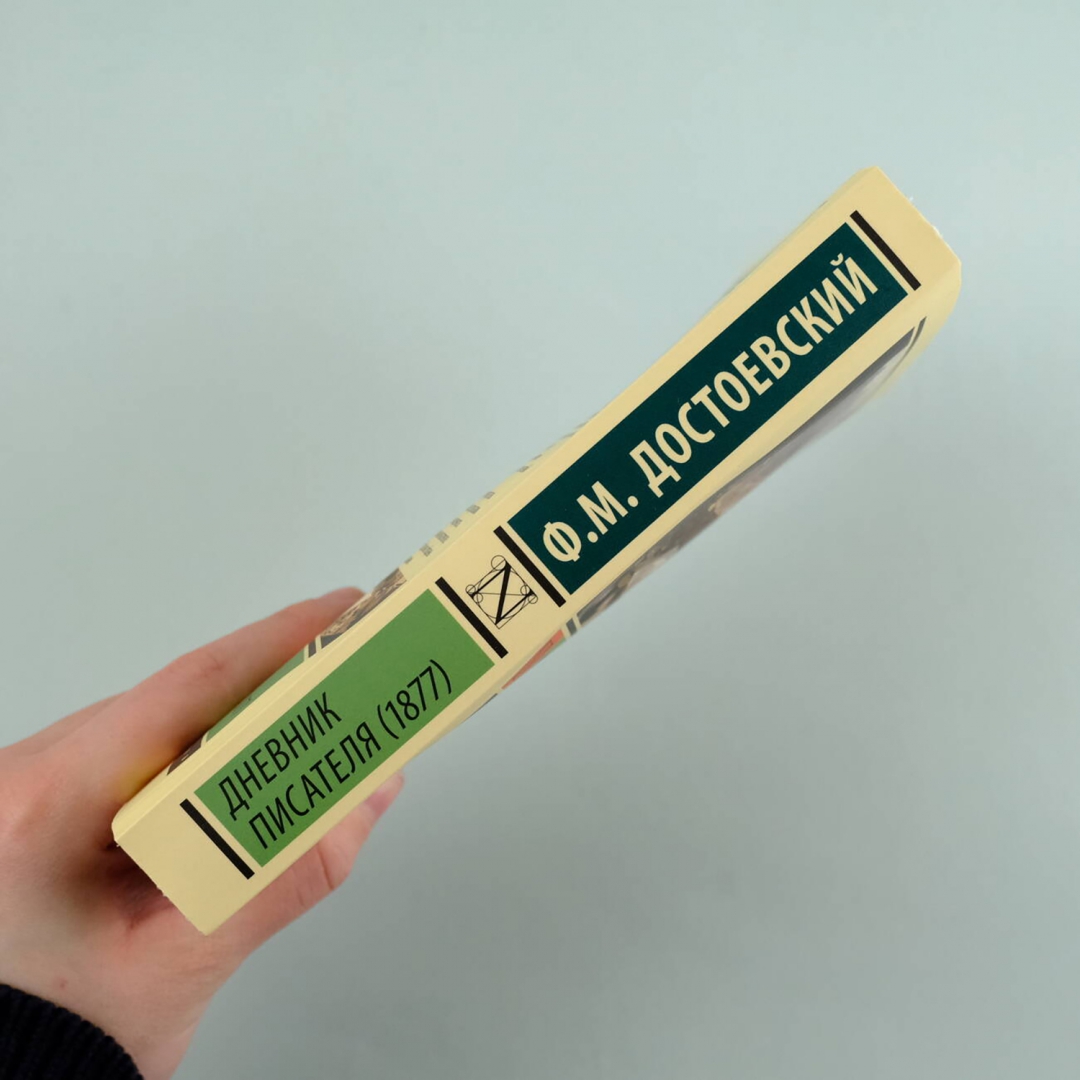 Ф.М. ДОСТОЕВСКИЙ
ДНЕВНИК
ПИСАТЕЛЯ (1877)